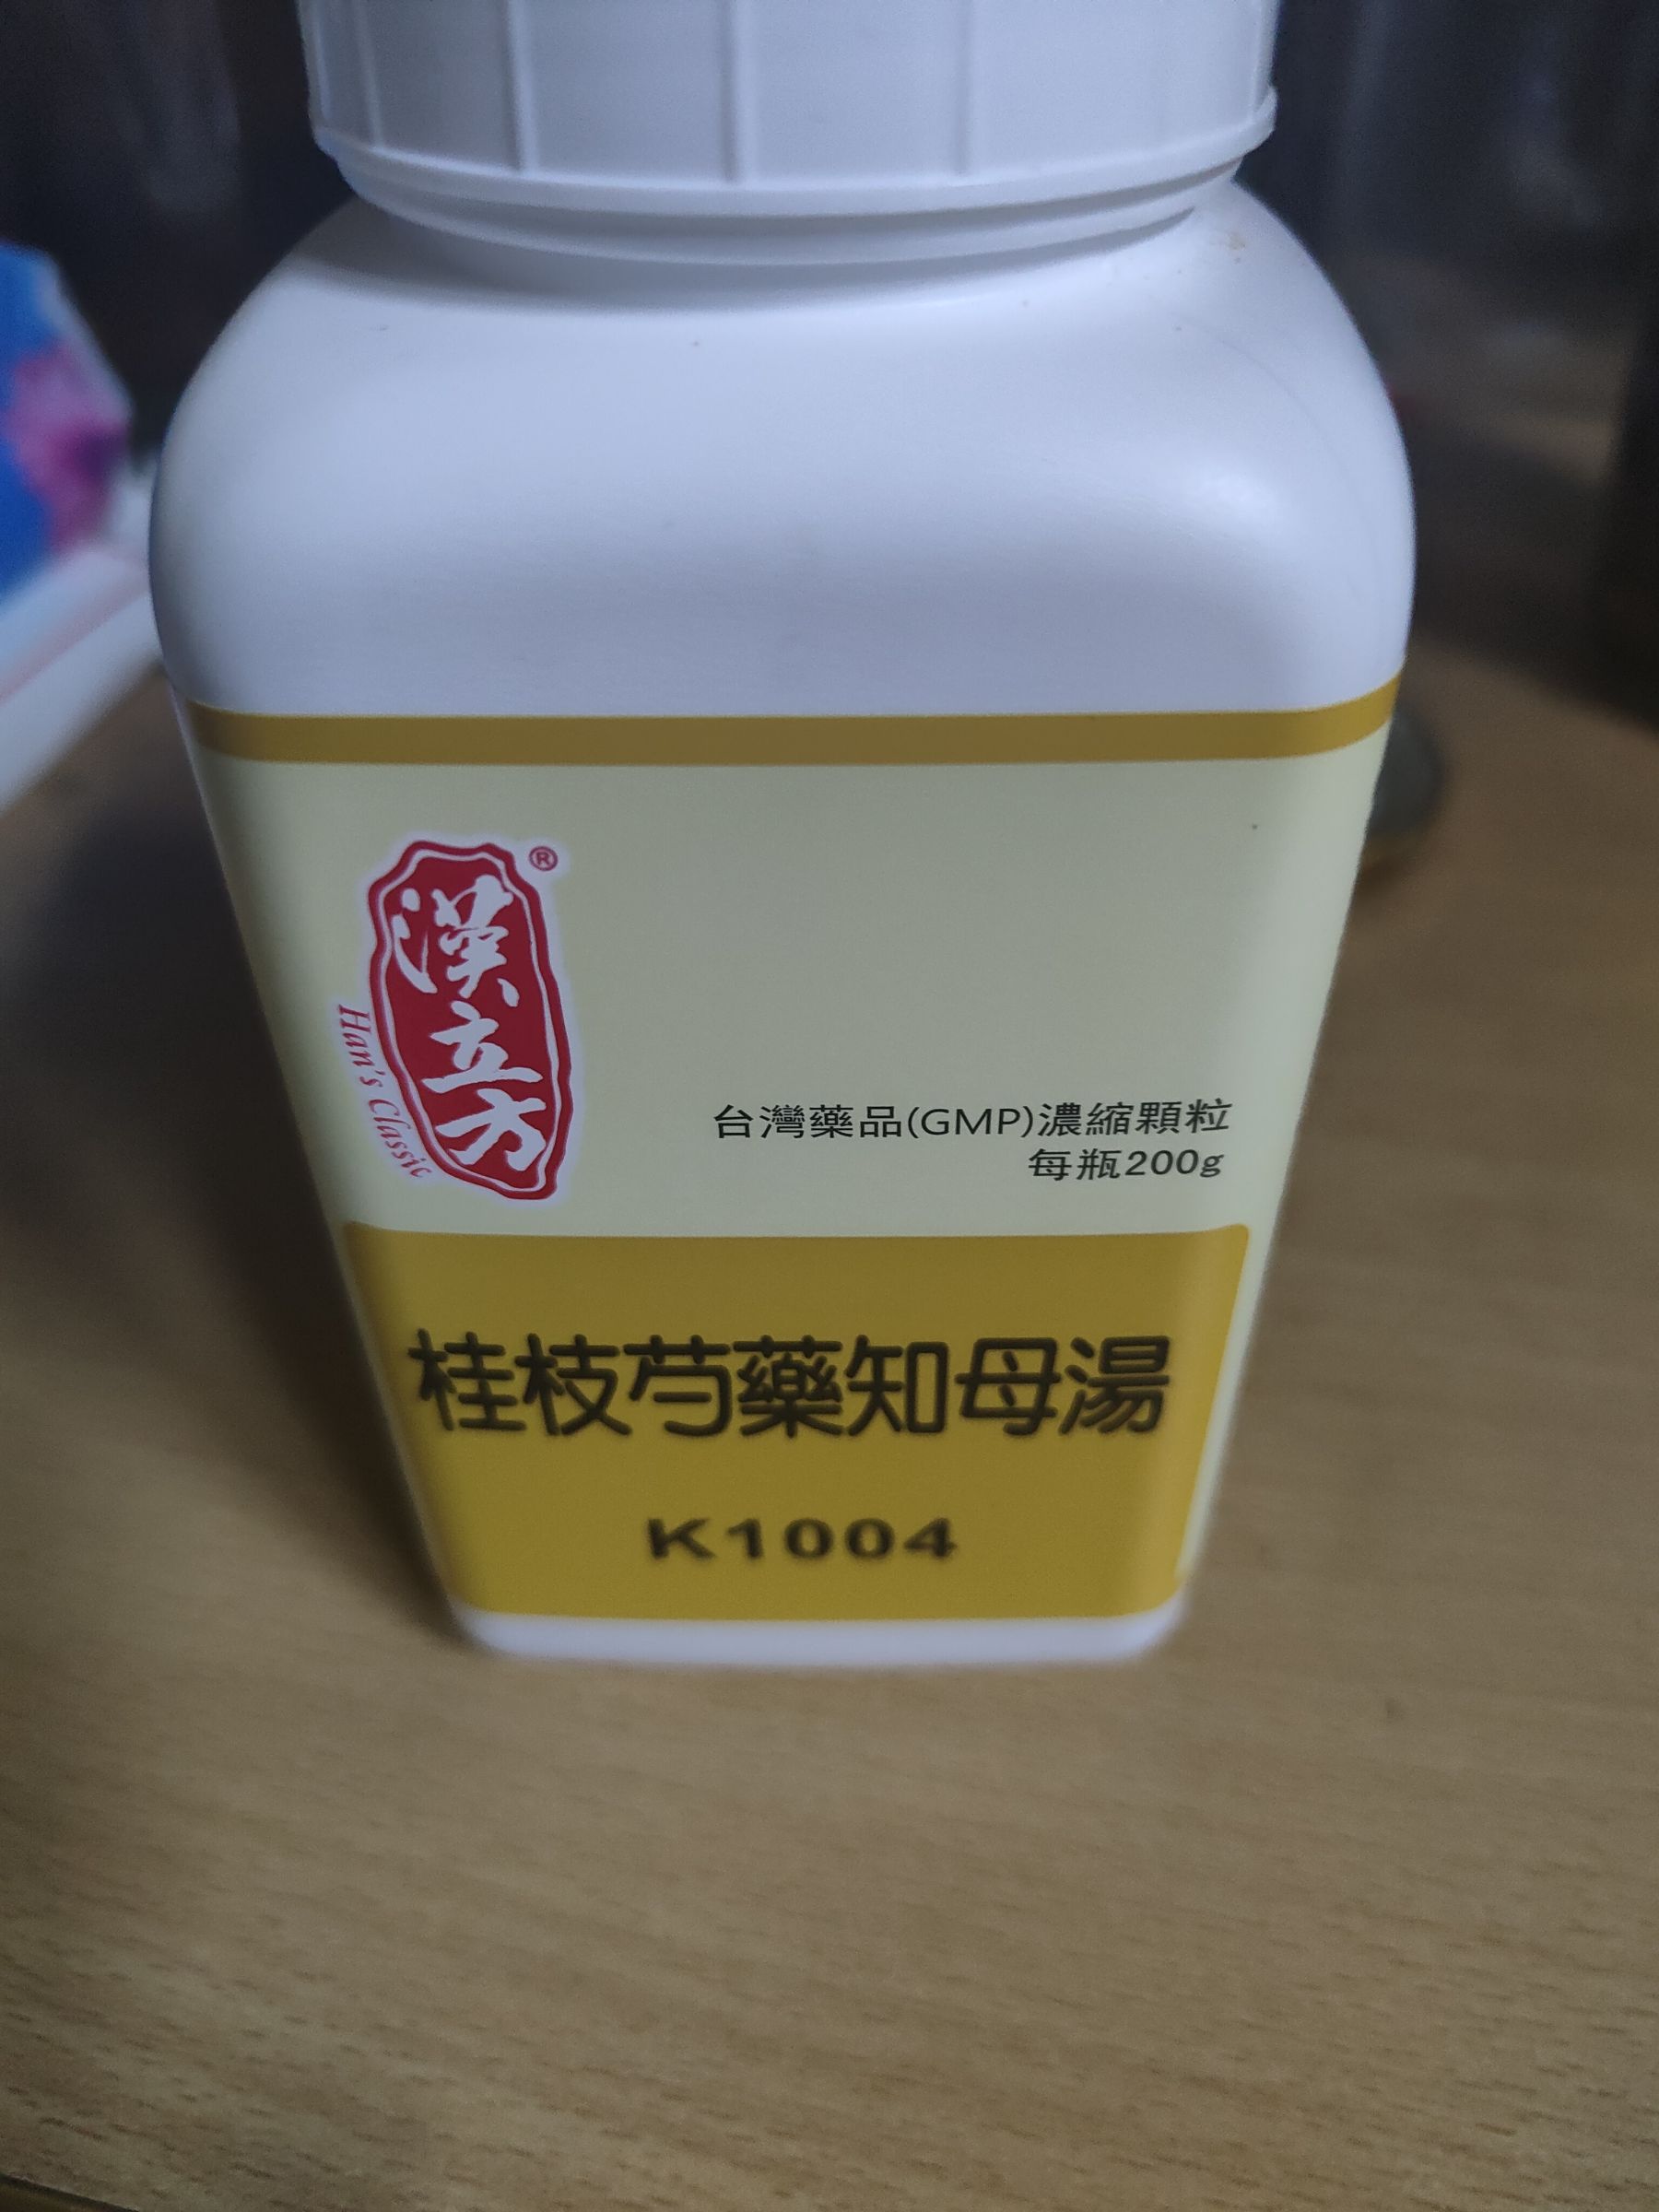 漢立方®
Han's Classic
台灣藥品(GMP)濃縮顆粒
每瓶200g
桂枝芍藥知母湯
K1004